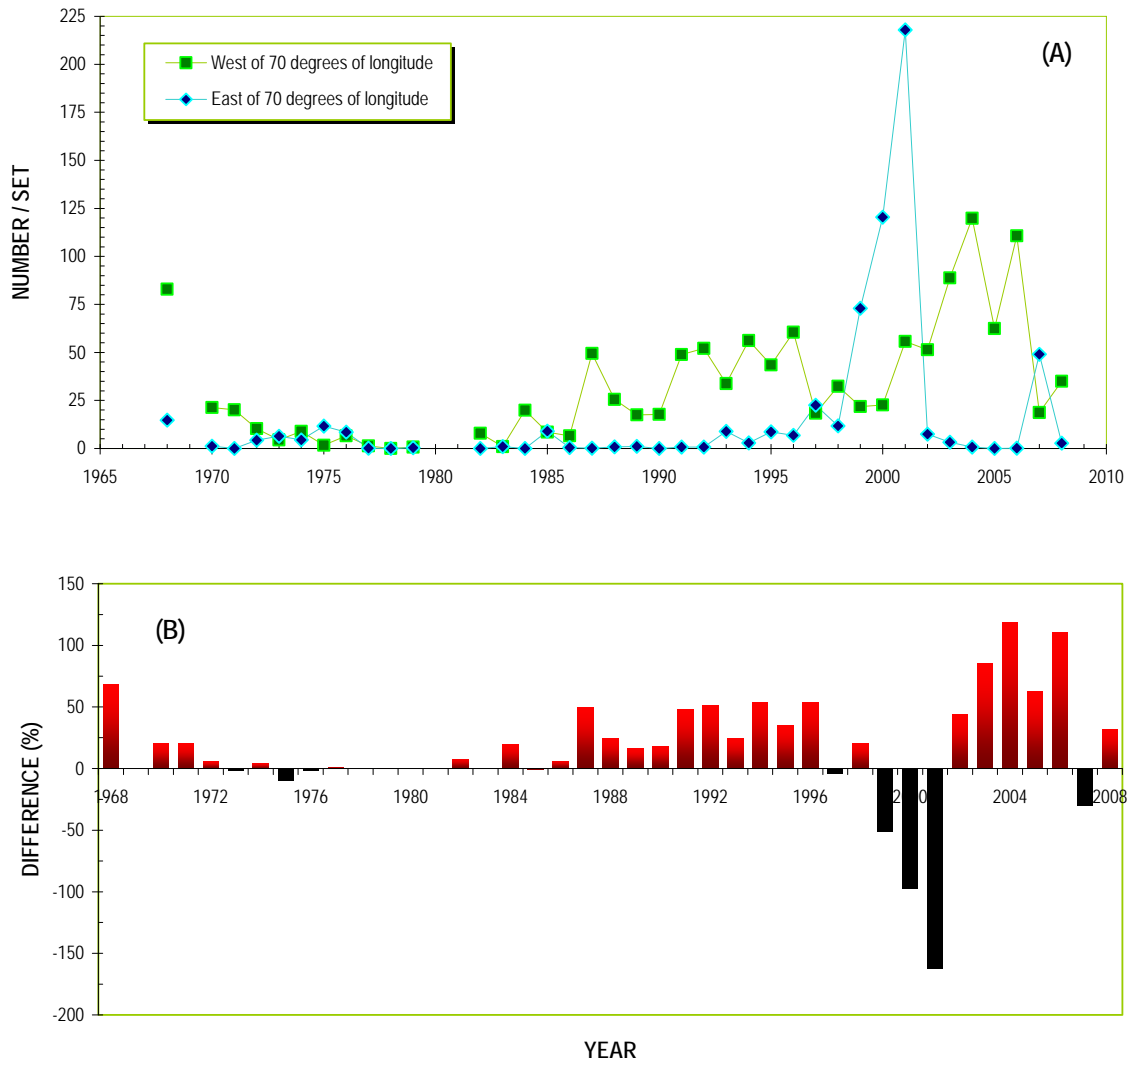 225
200
175
150
125
100
75
50
25
0
NUMBER / SET
West of 70 degrees of longitude
East of 70 degrees of longitude
(A)
1965 1970 1975 1980 1985 1990 1995 2000 2005 2010
150
100
50
0
-50
-100
-150
-200
DIFFERENCE (%)
(B)
1968 1972 1976 1980 1984 1988 1992 1996 2000 2004 2008
YEAR